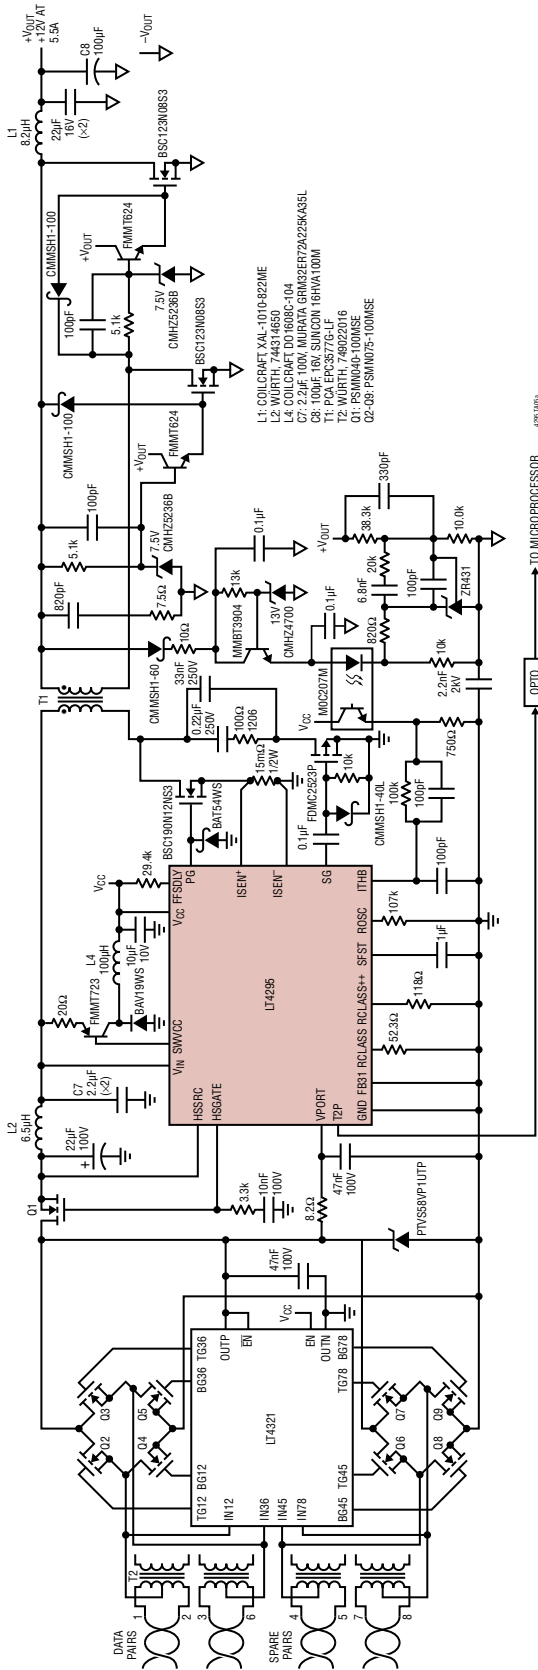 DATA
PAIRS
1
2
3
6
SPARE
PAIRS
4
5
7
8
T2
Q2
Q3
Q4
Q5
Q6
Q7
Q8
Q9
TG12 BG12
BG36 TG36
IN12
IN36
IN45
IN78
BG45 TG45
TG78 BG78
LT4321
OUTP
EN
EN
OUTN
VCC
47nF
100V
Q1
3.3k
10nF
100V
8.2Ω
47nF
100V
PTVS58VP1UTP
22µF
100V
+
L2
6.5µH
C7
2.2µF
(×2)
20Ω
FMMT723
BAV19WS
L4
100µH
10µF
10V
VCC
29.4k
HSSRC
HSGATE
VIN
SWVCC
VCC
FFSDLY
PG
ISEN+
ISEN–
SG
ITHB
VPORT
T2P
GND FB31 RCLASS RCLASS++ SFST ROSC
LT4295
52.3Ω
118Ω
1µF
107k
100pF
BSC190N12NS3
BAT54WS
15mΩ
1/2W
0.22µF
250V
100Ω
1206
33nF
250V
0.1µF
FDMC2523P
10k
CMMSH1-40L
100k
100pF
750Ω
VCC
MOC207M
T1
CMMSH1-60
10Ω
820pF
7.5Ω
5.1k
100pF
7.5V
CMHZ5236B
+VOUT
FMMT624
CMMSH1-100
BSC123N08S3
13k
0.1µF
MMBT3904
13V
CMHZ4700
0.1µF
820Ω
6.8nF
20k
10k
2.2nF
2kV
100pF
ZR431
+VOUT
38.3k
330pF
10.0k
5.1k
100pF
CMMSH1-100
7.5V
CMHZ5236B
+VOUT
FMMT624
BSC123N08S3
L1
8.2µH
22µF
16V
(×2)
C8
100µF
+VOUT
+12V AT
5.5A
–VOUT
L1: COILCRAFT, XAL-1010-822ME
L2: WÜRTH, 744314650
L4: COILCRAFT, DO1608C-104
C7: 2.2µF, 100V, MURATA GRM32ER72A225KA35L
C8: 100µF, 16V, SUNCON 16HVA100M
T1: PCA EPC3577G-LF
T2: WÜRTH, 749022016
Q1: PSMN040-100MSE
Q2-Q9: PSMN075-100MSE
OPTO
TO MICROPROCESSOR